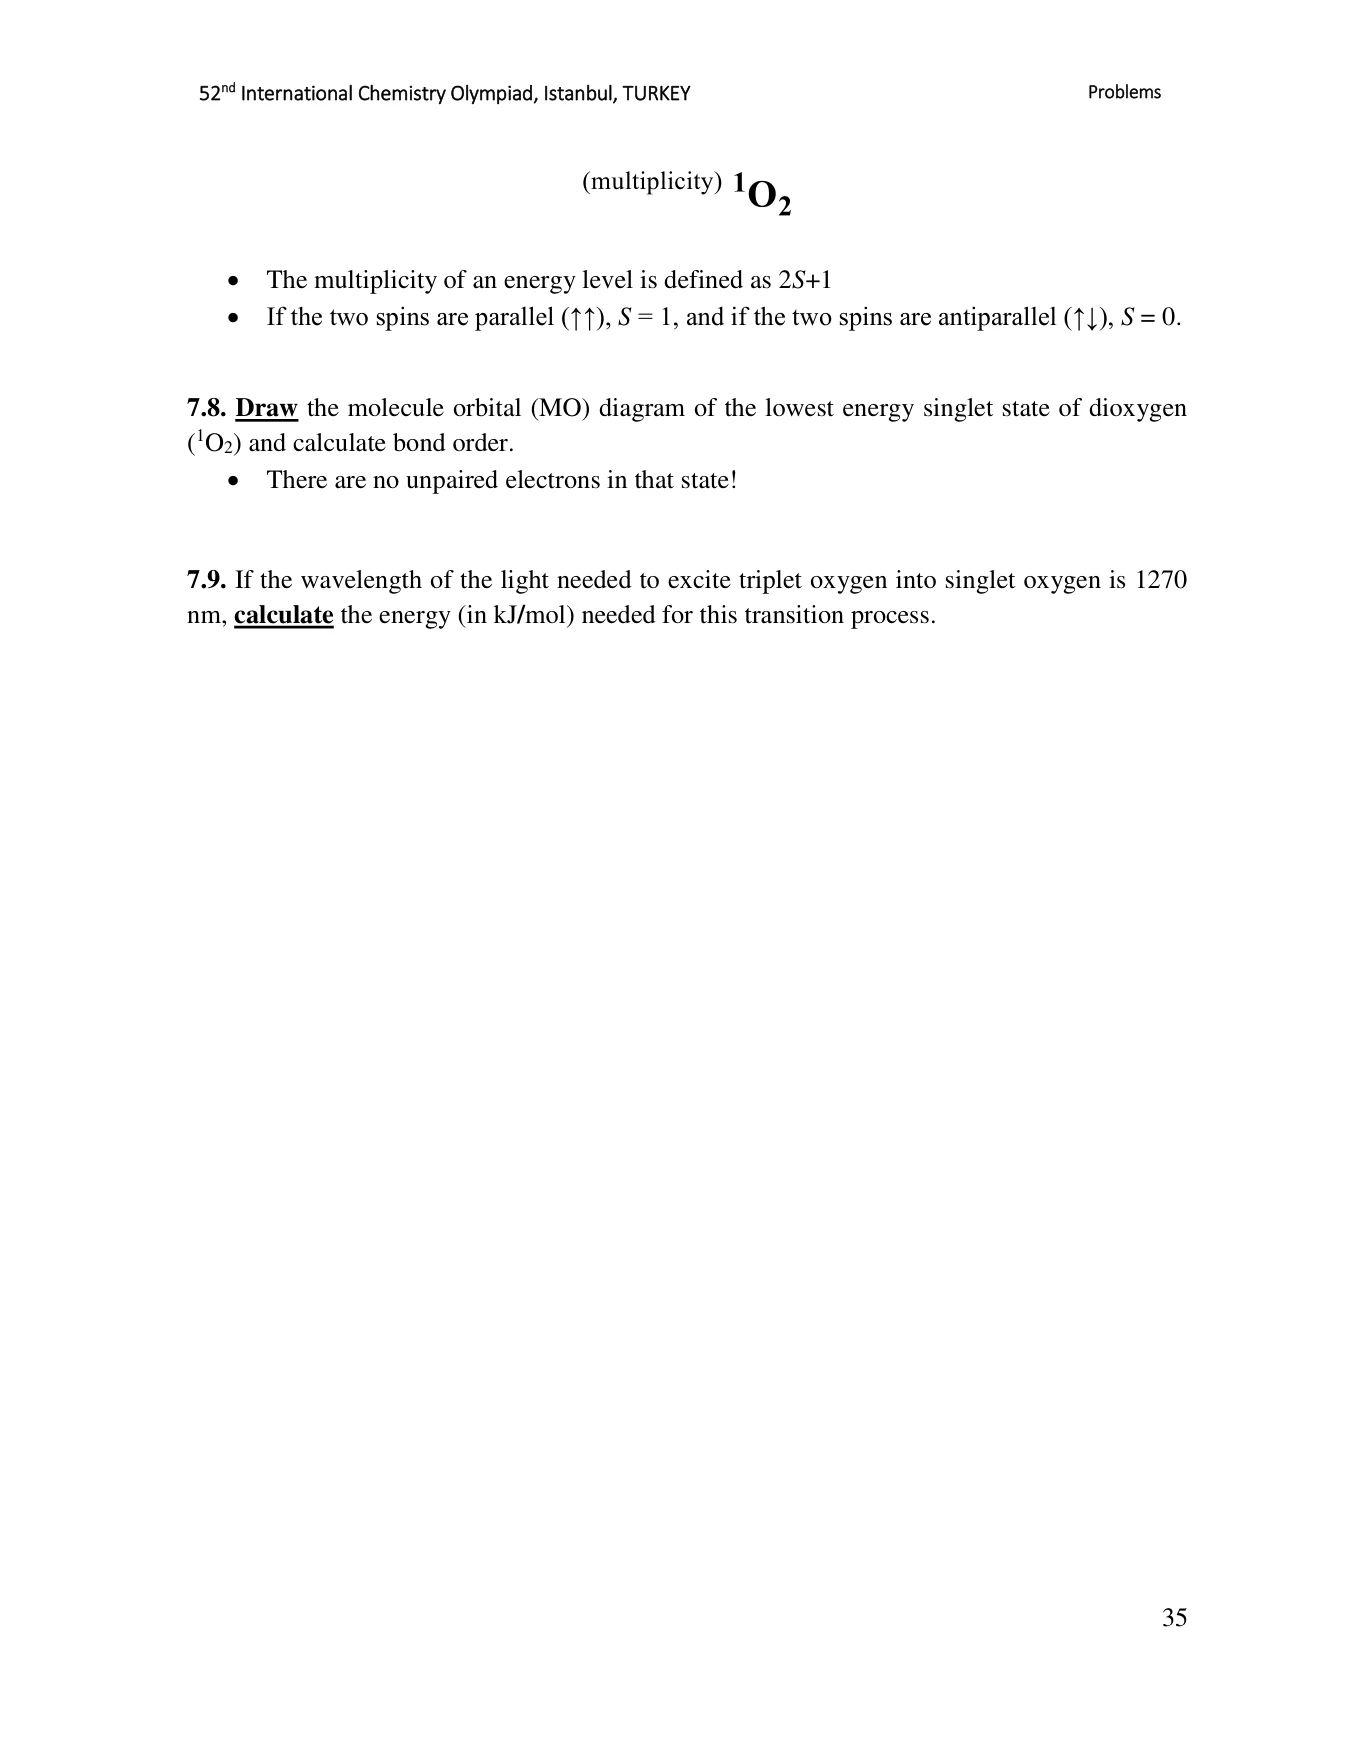 52nd International Chemistry Olympiad, Istanbul, TURKEY Problems
(multiplicity) ¹O₂
• The multiplicity of an energy level is defined as 2S+1
• If the two spins are parallel (↑↑), S = 1, and if the two spins are antiparallel (↑↓), S = 0.
7.8. Draw the molecule orbital (MO) diagram of the lowest energy singlet state of dioxygen
(¹O₂) and calculate bond order.
• There are no unpaired electrons in that state!
7.9. If the wavelength of the light needed to excite triplet oxygen into singlet oxygen is 1270
nm, calculate the energy (in kJ/mol) needed for this transition process.
35